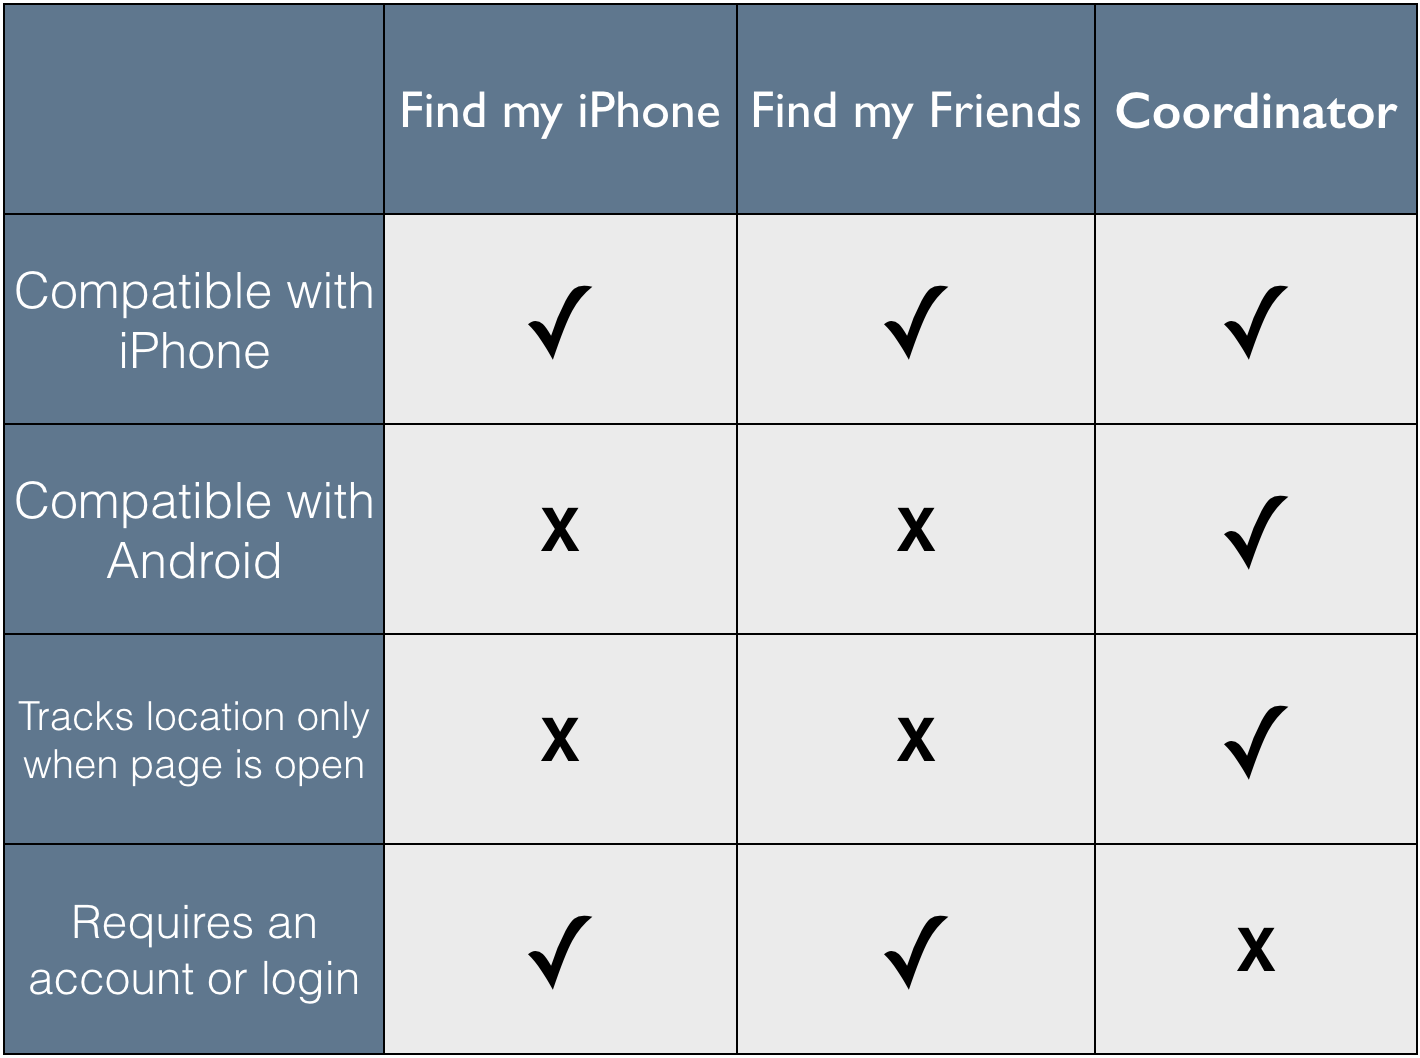 Find my iPhone Find my Friends Coordinator
Compatible with
iPhone ✓ ✓ ✓
Compatible with
Android x x ✓
Tracks location only
when page is open x x ✓
Requires an
account or login ✓ ✓ x